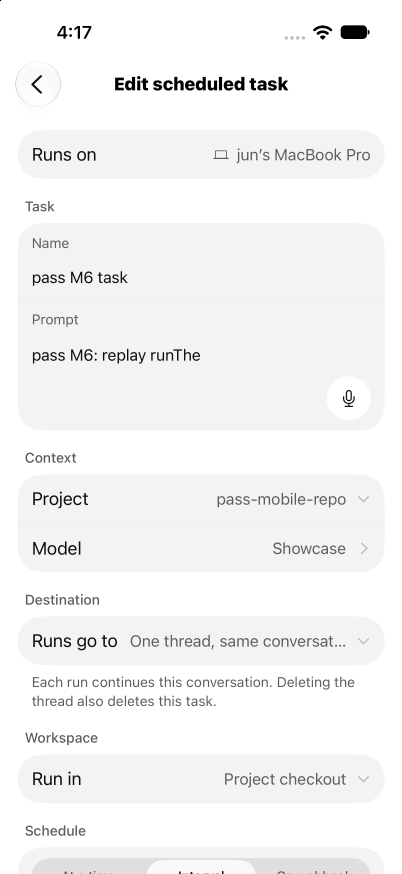 4:17
Edit scheduled task
Runs on jun’s MacBook Pro
Task
Name
pass M6 task
Prompt
pass M6: replay runThe
Context
Project pass-mobile-repo
Model Showcase
Destination
Runs go to One thread, same conversat...
Each run continues this conversation. Deleting the
thread also deletes this task.
Workspace
Run in Project checkout
Schedule